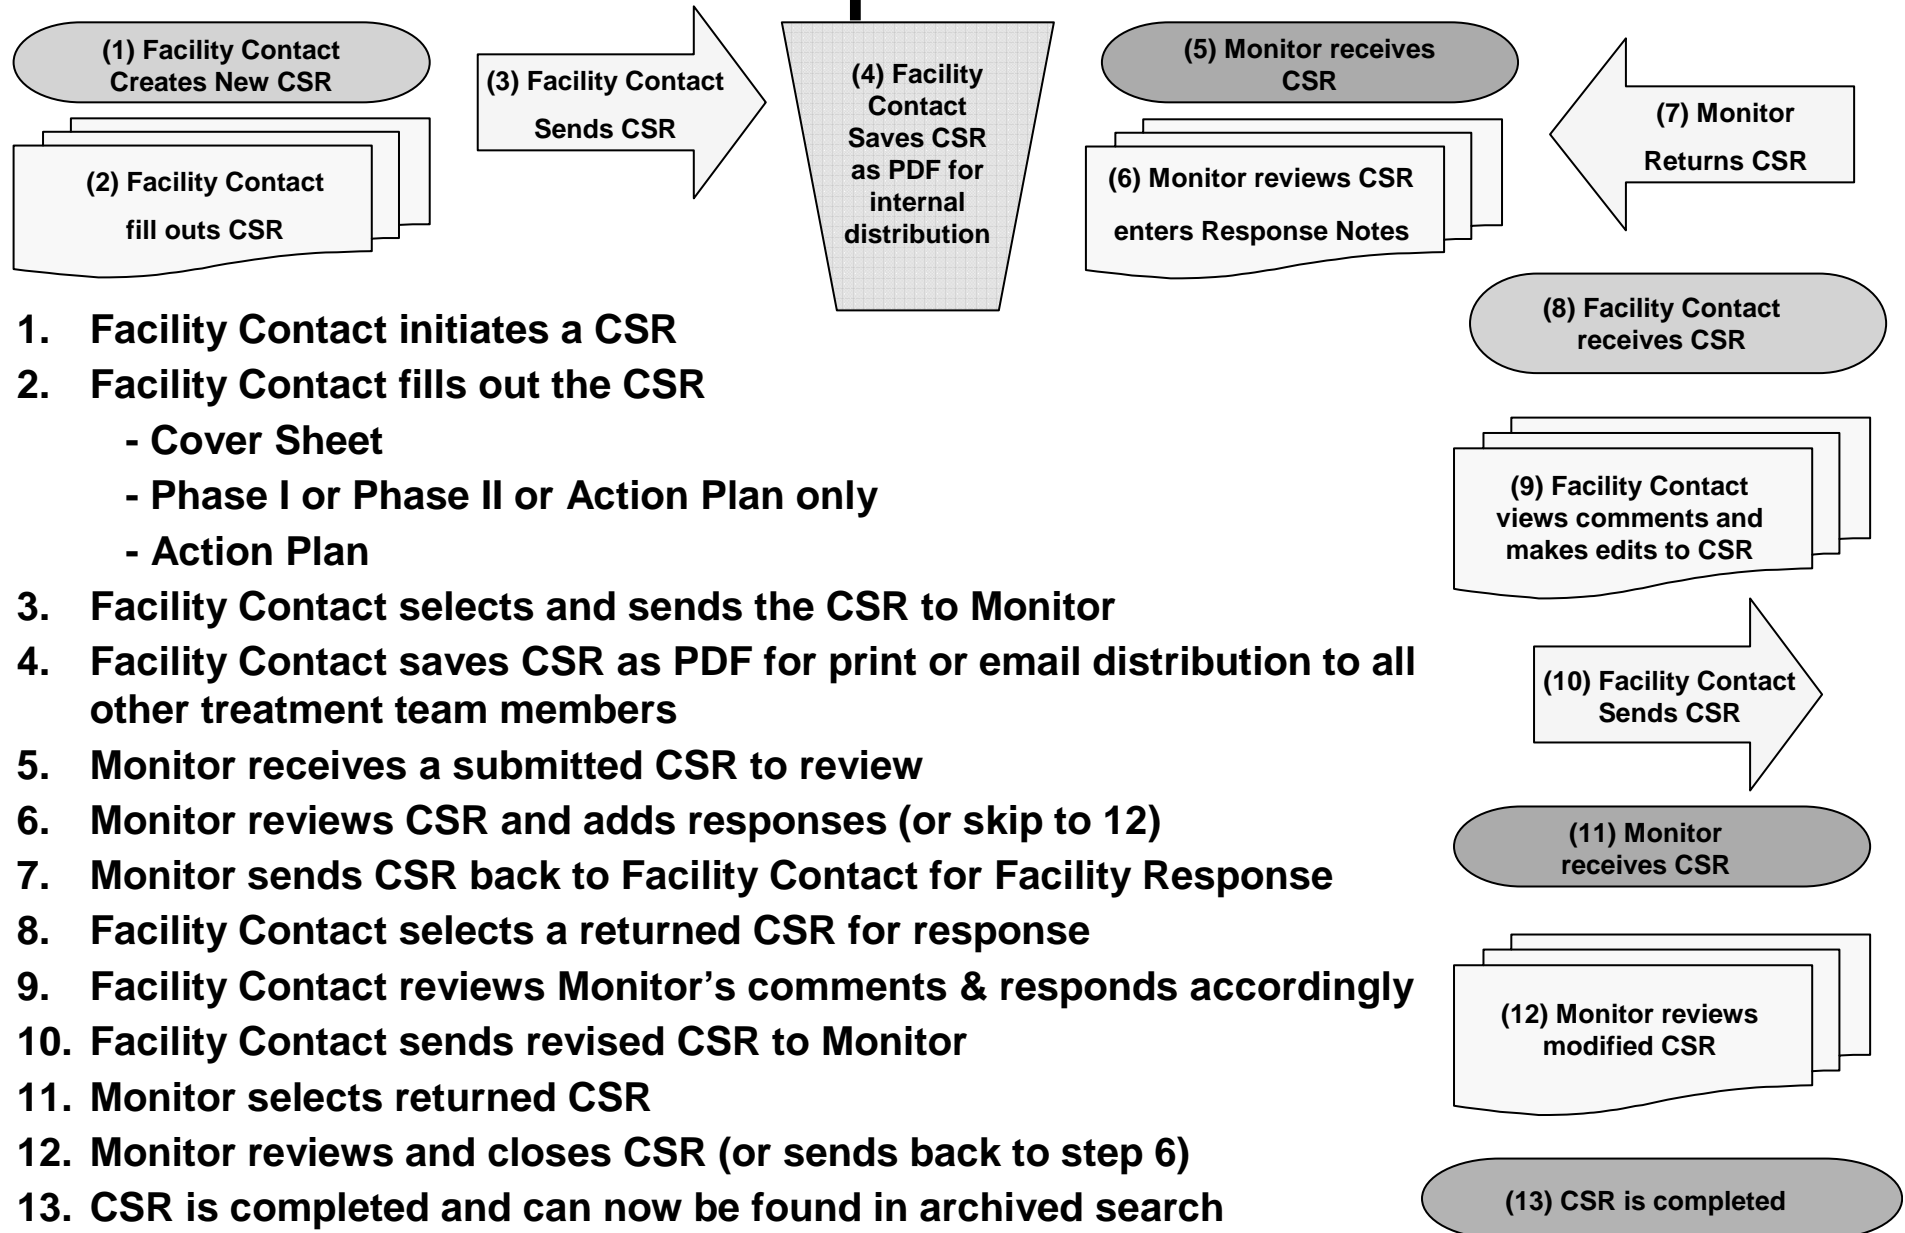 (1) Facility Contact
Creates New CSR
(2) Facility Contact
fill outs CSR
(3) Facility Contact
Sends CSR
(4) Facility
Contact
Saves CSR
as PDF for
internal
distribution
(5) Monitor receives
CSR
(6) Monitor reviews CSR
enters Response Notes
(7) Monitor
Returns CSR
(8) Facility Contact
receives CSR
(9) Facility Contact
views comments and
makes edits to CSR
(10) Facility Contact
Sends CSR
(11) Monitor
receives CSR
(12) Monitor reviews
modified CSR
(13) CSR is completed
1. Facility Contact initiates a CSR
2. Facility Contact fills out the CSR
- Cover Sheet
- Phase I or Phase II or Action Plan only
- Action Plan
3. Facility Contact selects and sends the CSR to Monitor
4. Facility Contact saves CSR as PDF for print or email distribution to all
other treatment team members
5. Monitor receives a submitted CSR to review
6. Monitor reviews CSR and adds responses (or skip to 12)
7. Monitor sends CSR back to Facility Contact for Facility Response
8. Facility Contact selects a returned CSR for response
9. Facility Contact reviews Monitor’s comments & responds accordingly
10. Facility Contact sends revised CSR to Monitor
11. Monitor selects returned CSR
12. Monitor reviews and closes CSR (or sends back to step 6)
13. CSR is completed and can now be found in archived search